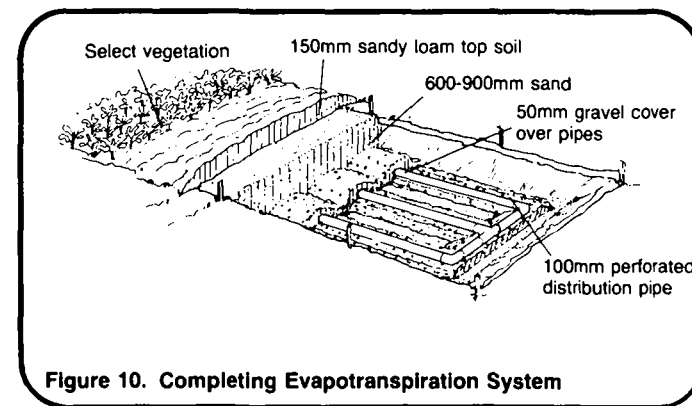 Select vegetation
150mm sandy loam top soil
600-900mm sand
50mm gravel cover
over pipes
100mm perforated
distribution pipe
Figure 10. Completing Evapotranspiration System